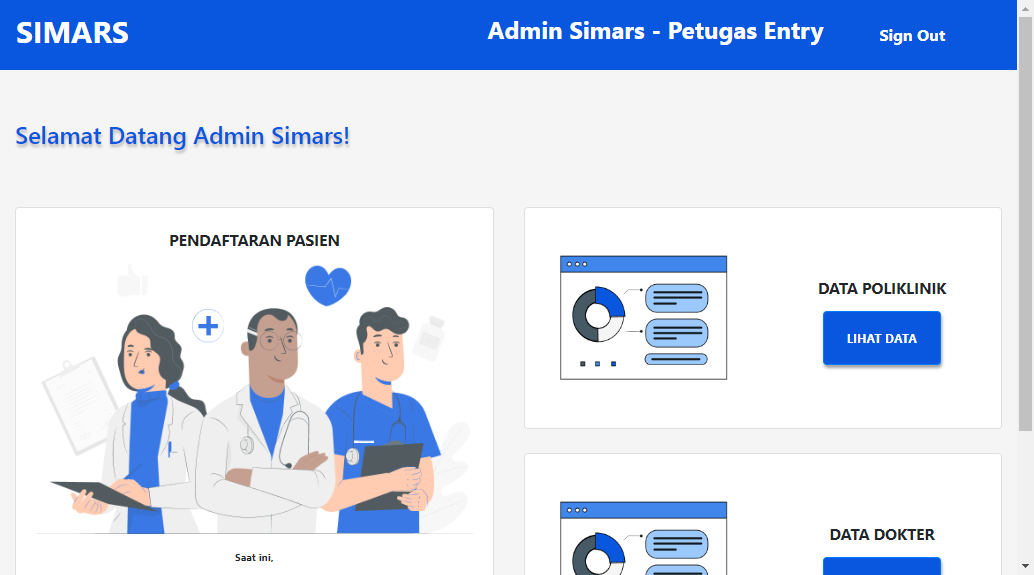 SIMARS
Admin Simars - Petugas Entry
Sign Out
Selamat Datang Admin Simars!
PENDAFTARAN PASIEN
Saat ini,
DATA POLIKLINIK
LIHAT DATA
DATA DOKTER